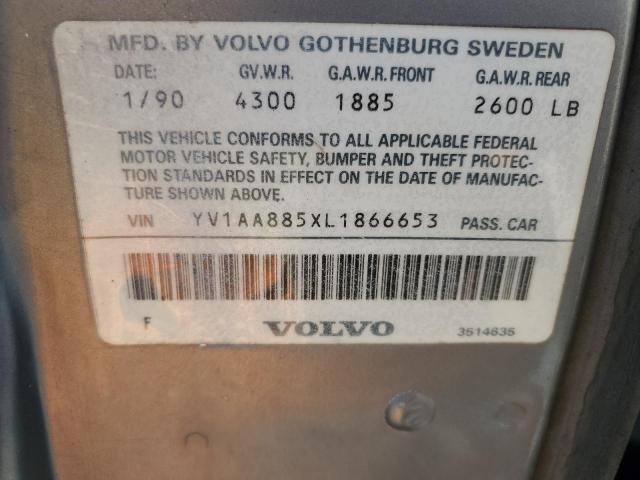 MFD. BY VOLVO GOTHENBURG SWEDEN
DATE: G.V.W.R. G.A.W.R. FRONT G.A.W.R. REAR
1/90 4300 1885 2600 LB
THIS VEHICLE CONFORMS TO ALL APPLICABLE FEDERAL
MOTOR VEHICLE SAFETY, BUMPER AND THEFT PROTEC-
TION STANDARDS IN EFFECT ON THE DATE OF MANUFAC-
TURE SHOWN ABOVE.
VIN YV1AA885XL1866653 PASS. CAR
F VOLVO 3514635